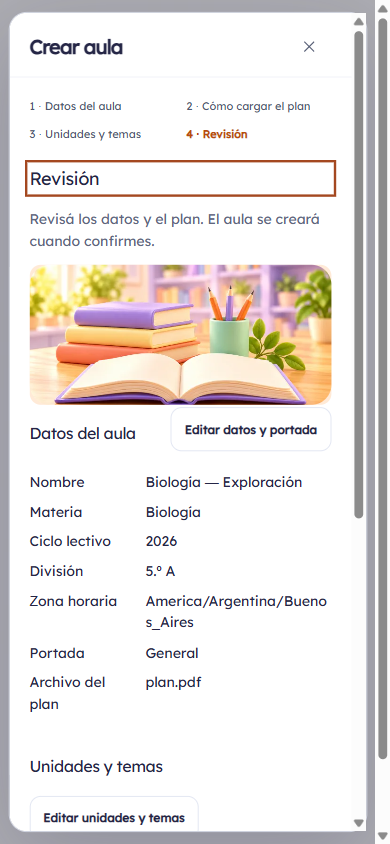 Crear aula
1 · Datos del aula
2 · Cómo cargar el plan
3 · Unidades y temas
4 · Revisión
Revisión
Revisá los datos y el plan. El aula se creará
cuando confirmes.
Datos del aula
Editar datos y portada
Nombre
Biología — Exploración
Materia
Biología
Ciclo lectivo
2026
División
5.º A
Zona horaria
America/Argentina/Bueno
s_Aires
Portada
General
Archivo del
plan
plan.pdf
Unidades y temas
Editar unidades y temas